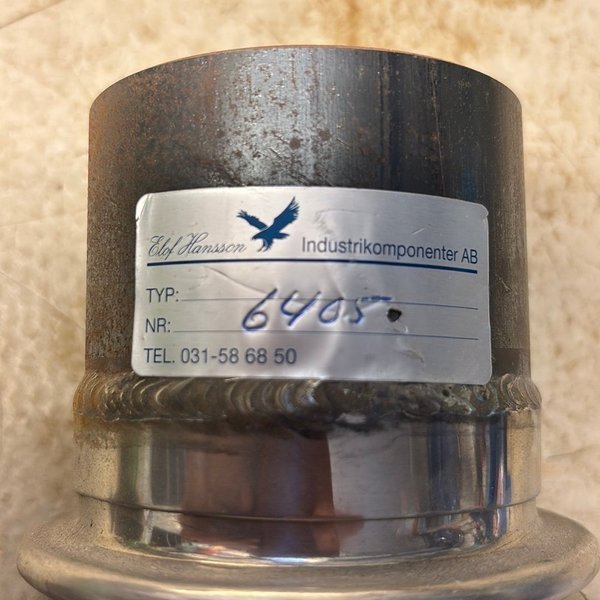 Elof Hansson Industrikomponenter AB
TYP:
NR: 6405
TEL. 031-58 68 50